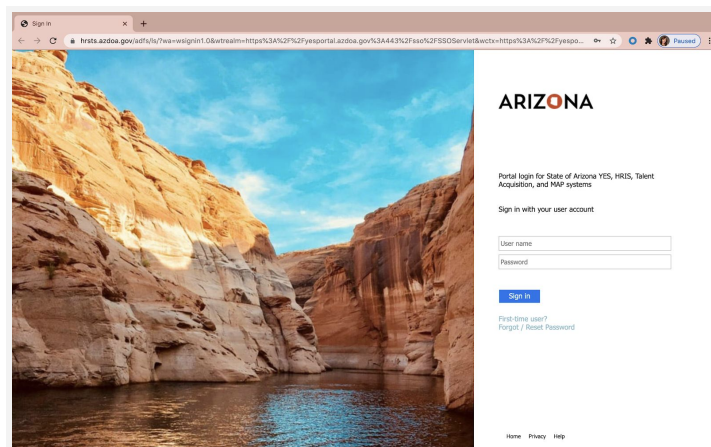 Sign In
hrsts.azdoa.gov/adfs/ls/?wa=wsignin1.0&wtrealm=https%3A%2F%2Fyesportal.azdoa.gov%3A443%2Fsso%2FSSOServlet&wctx=https%3A%2F%2Fyespo...
Paused
ARIZONA
Portal login for State of Arizona YES, HRIS, Talent
Acquisition, and MAP systems
Sign in with your user account
User name
Password
Sign in
First-time user?
Forgot / Reset Password
Home Privacy Help